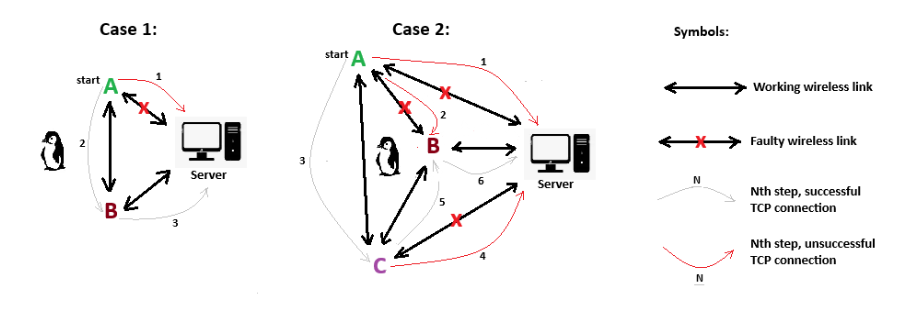 Case 1:
Case 2:
Symbols:
start A
1
X
2
Server
B
3
start A
1
X
X
2
3
B
Server
6
5
X
C
4
Working wireless link
X
Faulty wireless link
N
Nth step, successful
TCP connection
Nth step, unsuccessful
TCP connection
N